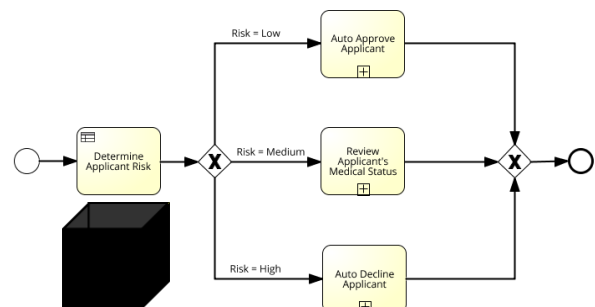 Risk = Low
Auto Approve
Applicant
Determine
Applicant Risk
Risk = Medium
Review
Applicant's
Medical Status
Risk = High
Auto Decline
Applicant